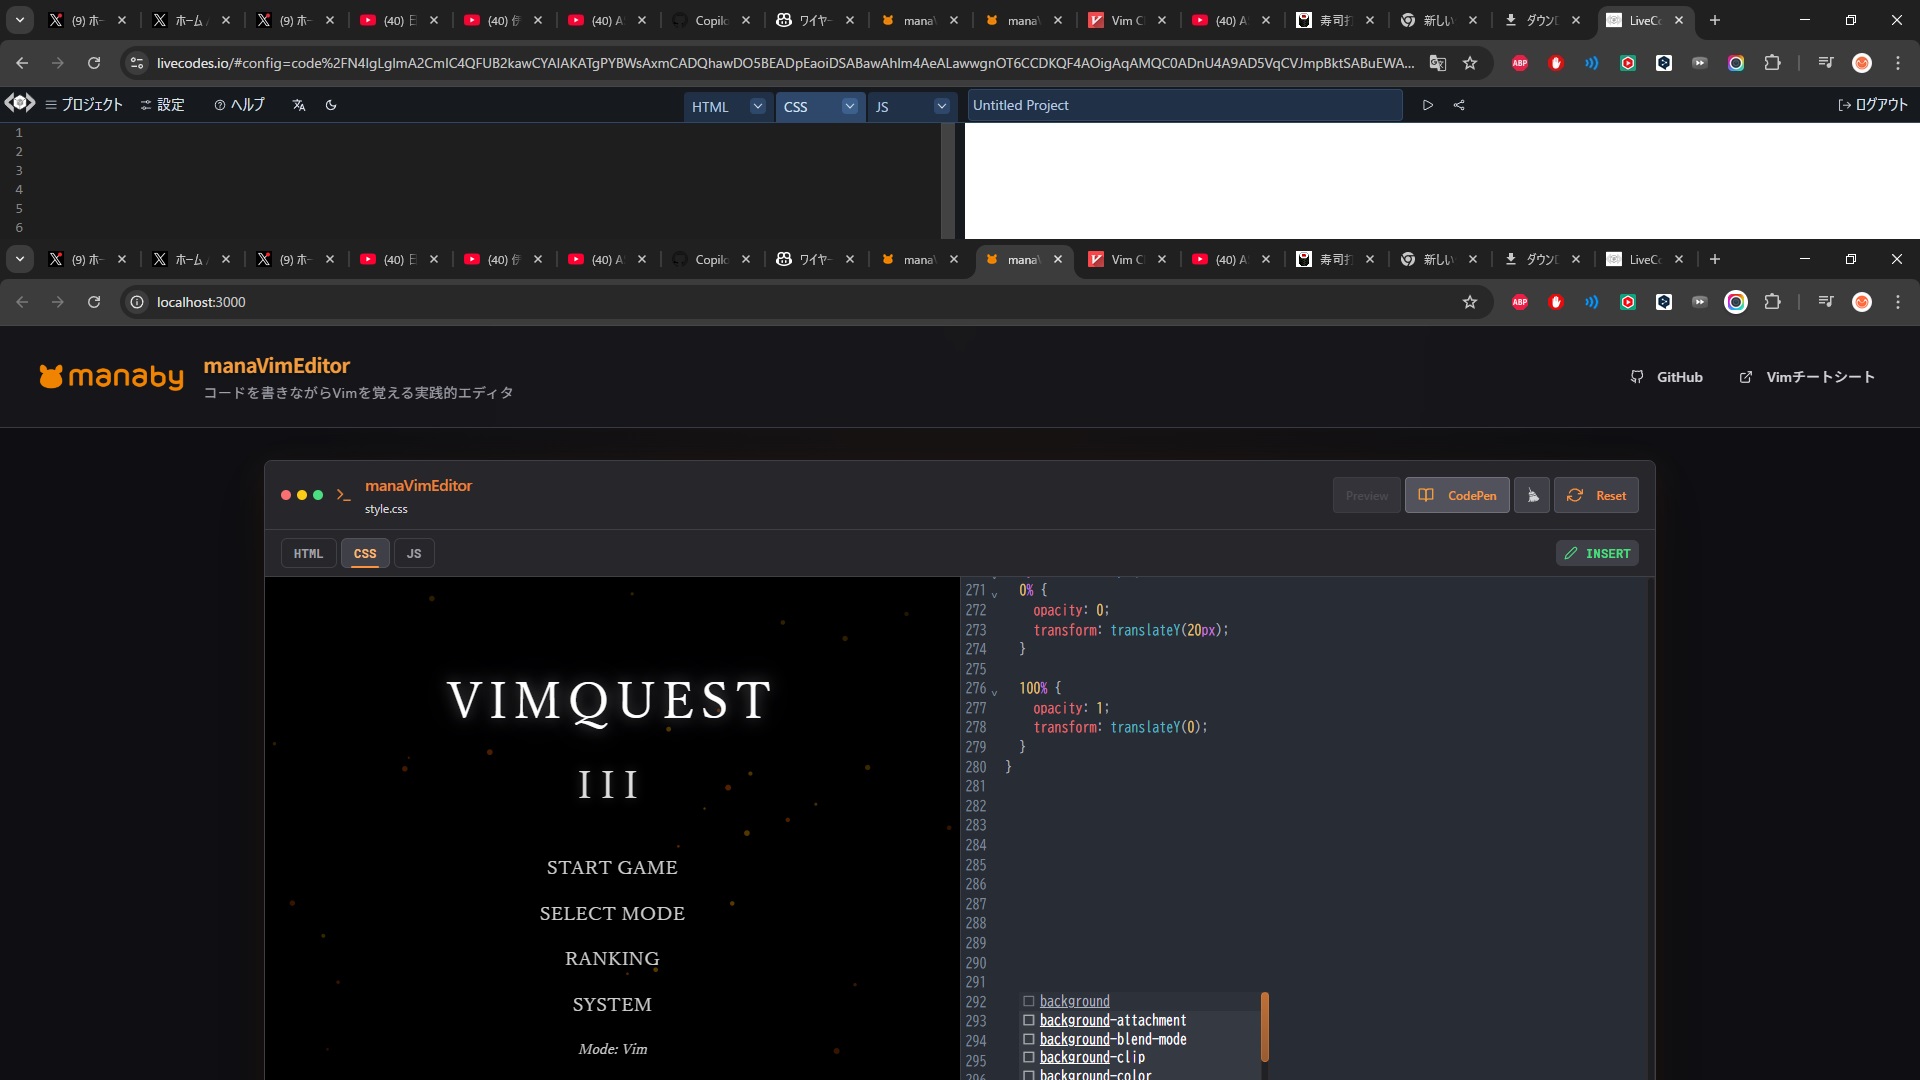 (9) ホー
ホーム /
(9) ホー
(40) E
(40) 伊
(40) A
Copilo
ワイヤー
mana
mana
Vim C
(40) A
寿司打
新しい
ダウン
LiveCo
livecodes.io/#config=code%2FN4IgLglmA2CmIC4QFUB2kawCYAIAKATgPYBWsAxmCADQhawDO5BEADpEaoiDSABawAhIm4AeALawwgnOT6CCDKQF4AOigAqAMQC0ADnU4A9AD5VqCVJmpBktSABuEWA...
プロジェクト
設定
ヘルプ
HTML
CSS
JS
Untitled Project
ログアウト
1
2
3
4
5
6
(9) ホー
ホーム /
(9) ホー
(40) E
(40) 伊
(40) A
Copilo
ワイヤー
mana
mana
Vim C
(40) A
寿司打
新しい
ダウン
LiveCo
localhost:3000
manaby
manaVimEditor
コードを書きながらVimを覚える実践的エディタ
GitHub
Vimチートシート
manaVimEditor
style.css
Preview
CodePen
Reset
HTML
CSS
JS
INSERT
VIMQUEST
III
START GAME
SELECT MODE
RANKING
SYSTEM
Mode: Vim
271 0% {
272 opacity: 0;
273 transform: translateY(20px);
274 }
275
276 100% {
277 opacity: 1;
278 transform: translateY(0);
279 }
280 }
281
282
283
284
285
286
287
288
289
290
291
292 background
293 background-attachment
294 background-blend-mode
295 background-clip
296 background-color